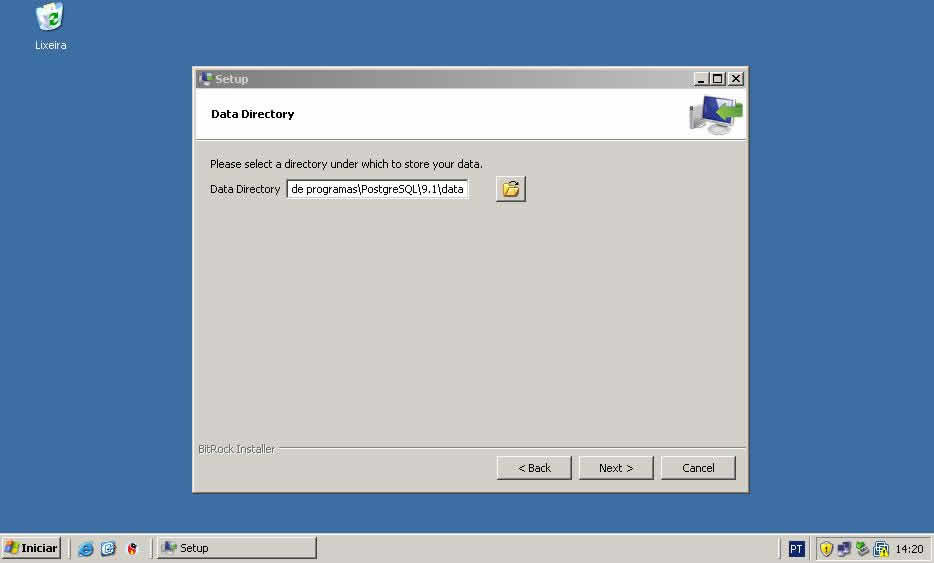 Lixeira
Setup
Data Directory
Please select a directory under which to store your data.
Data Directory de programas\PostgreSQL\9.1\data
BitRock Installer
< Back Next > Cancel
Iniciar Setup PT 14:20